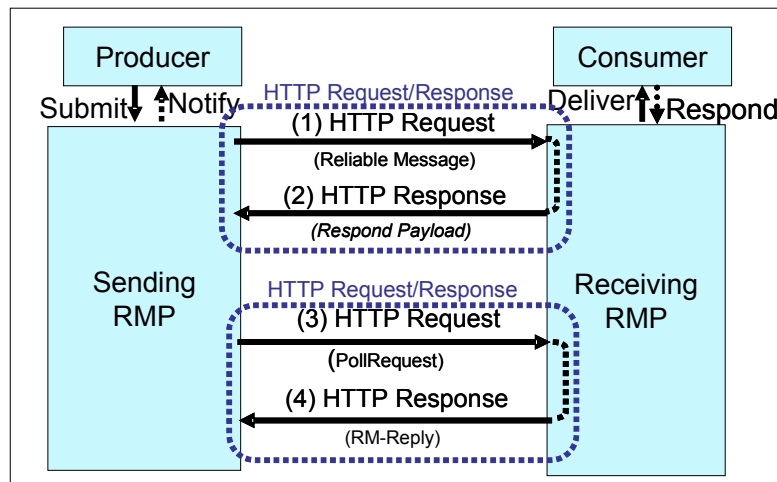 Producer
Consumer
Submit
Notify
HTTP Request/Response
Deliver
Respond
(1) HTTP Request
(Reliable Message)
(2) HTTP Response
(Respond Payload)
Sending
RMP
Receiving
RMP
HTTP Request/Response
(3) HTTP Request
(PollRequest)
(4) HTTP Response
(RM-Reply)